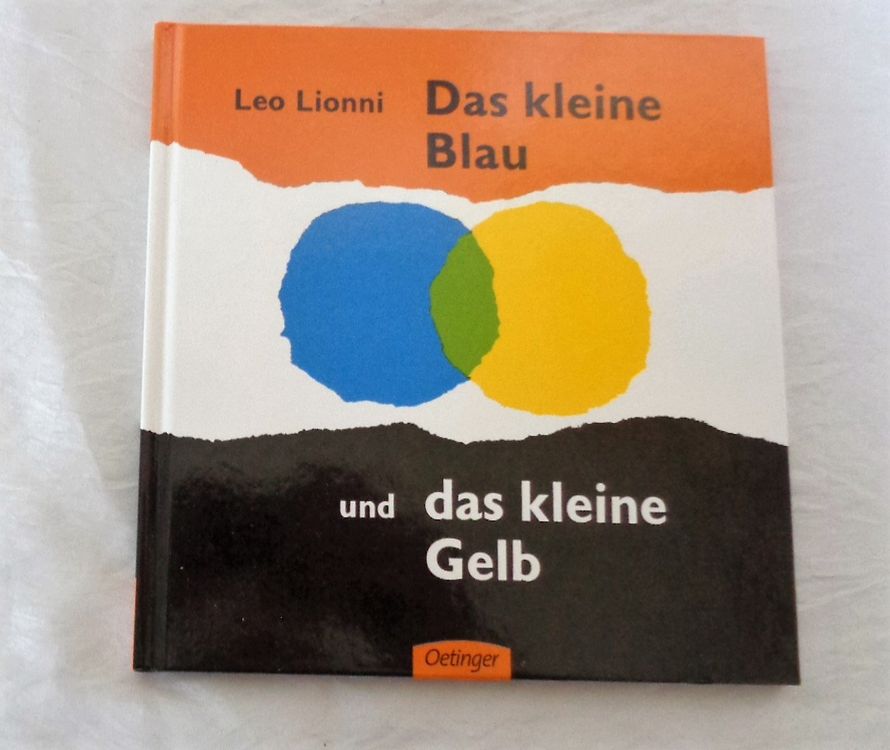 Leo Lionni
Das kleine
Blau
und
das kleine
Gelb
Oetinger